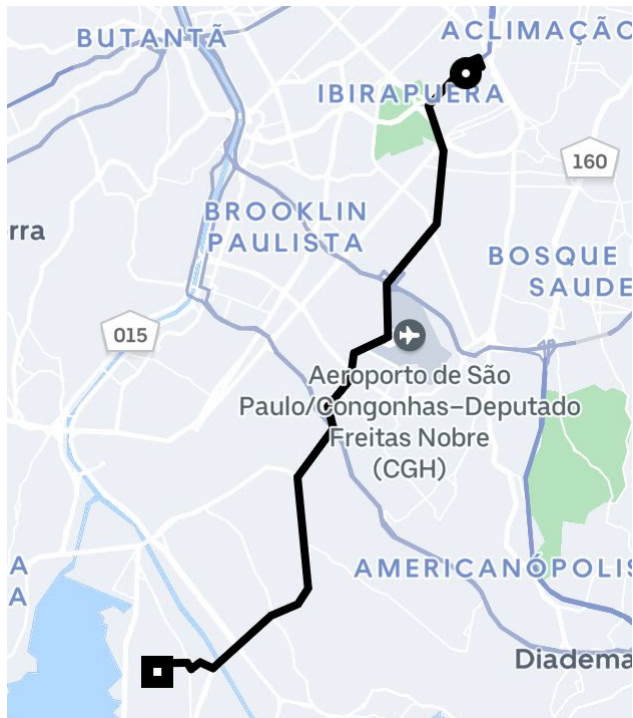 BUTANTÃ
ACLIMAÇÃO
IBIRAPUERA
160
rra
BROOKLIN
PAULISTA
BOSQUE
SAUDE
015
Aeroporto de São
Paulo/Congonhas–Deputado
Freitas Nobre
(CGH)
A
A
AMERICANÓPOLIS
Diadema